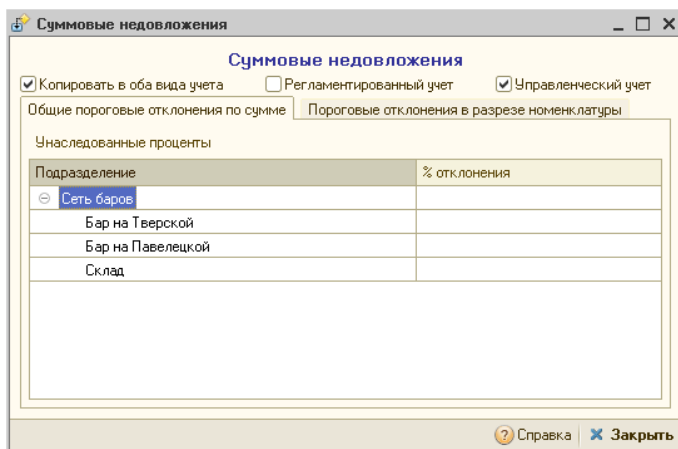 Суммовые недовложения
Суммовые недовложения
Копировать в оба вида учета Регламентированный учет Управленческий учет
Общие пороговые отклонения по сумме Пороговые отклонения в разрезе номенклатуры
Унаследованные проценты
Подразделение % отклонения
Сеть баров
Бар на Тверской
Бар на Павелецкой
Склад
Справка Закрыть